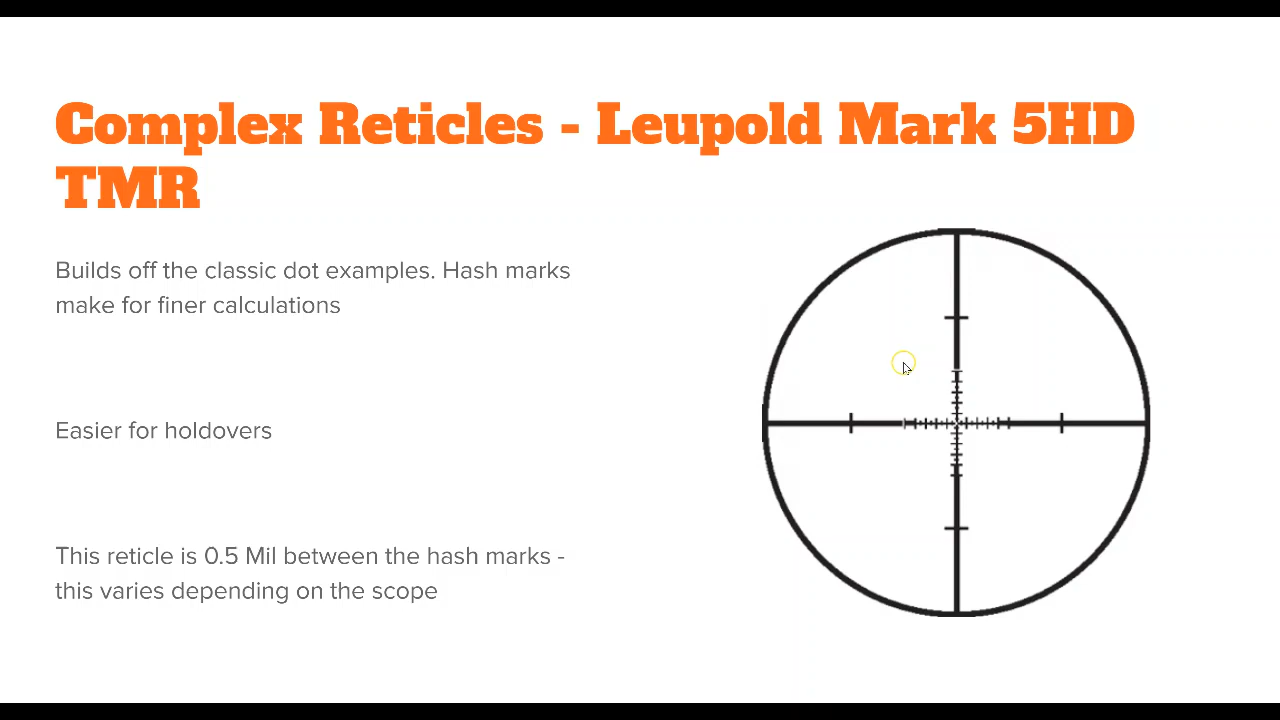 Complex Reticles - Leupold Mark 5HD
TMR
Builds off the classic dot examples. Hash marks
make for finer calculations
Easier for holdovers
This reticle is 0.5 Mil between the hash marks -
this varies depending on the scope